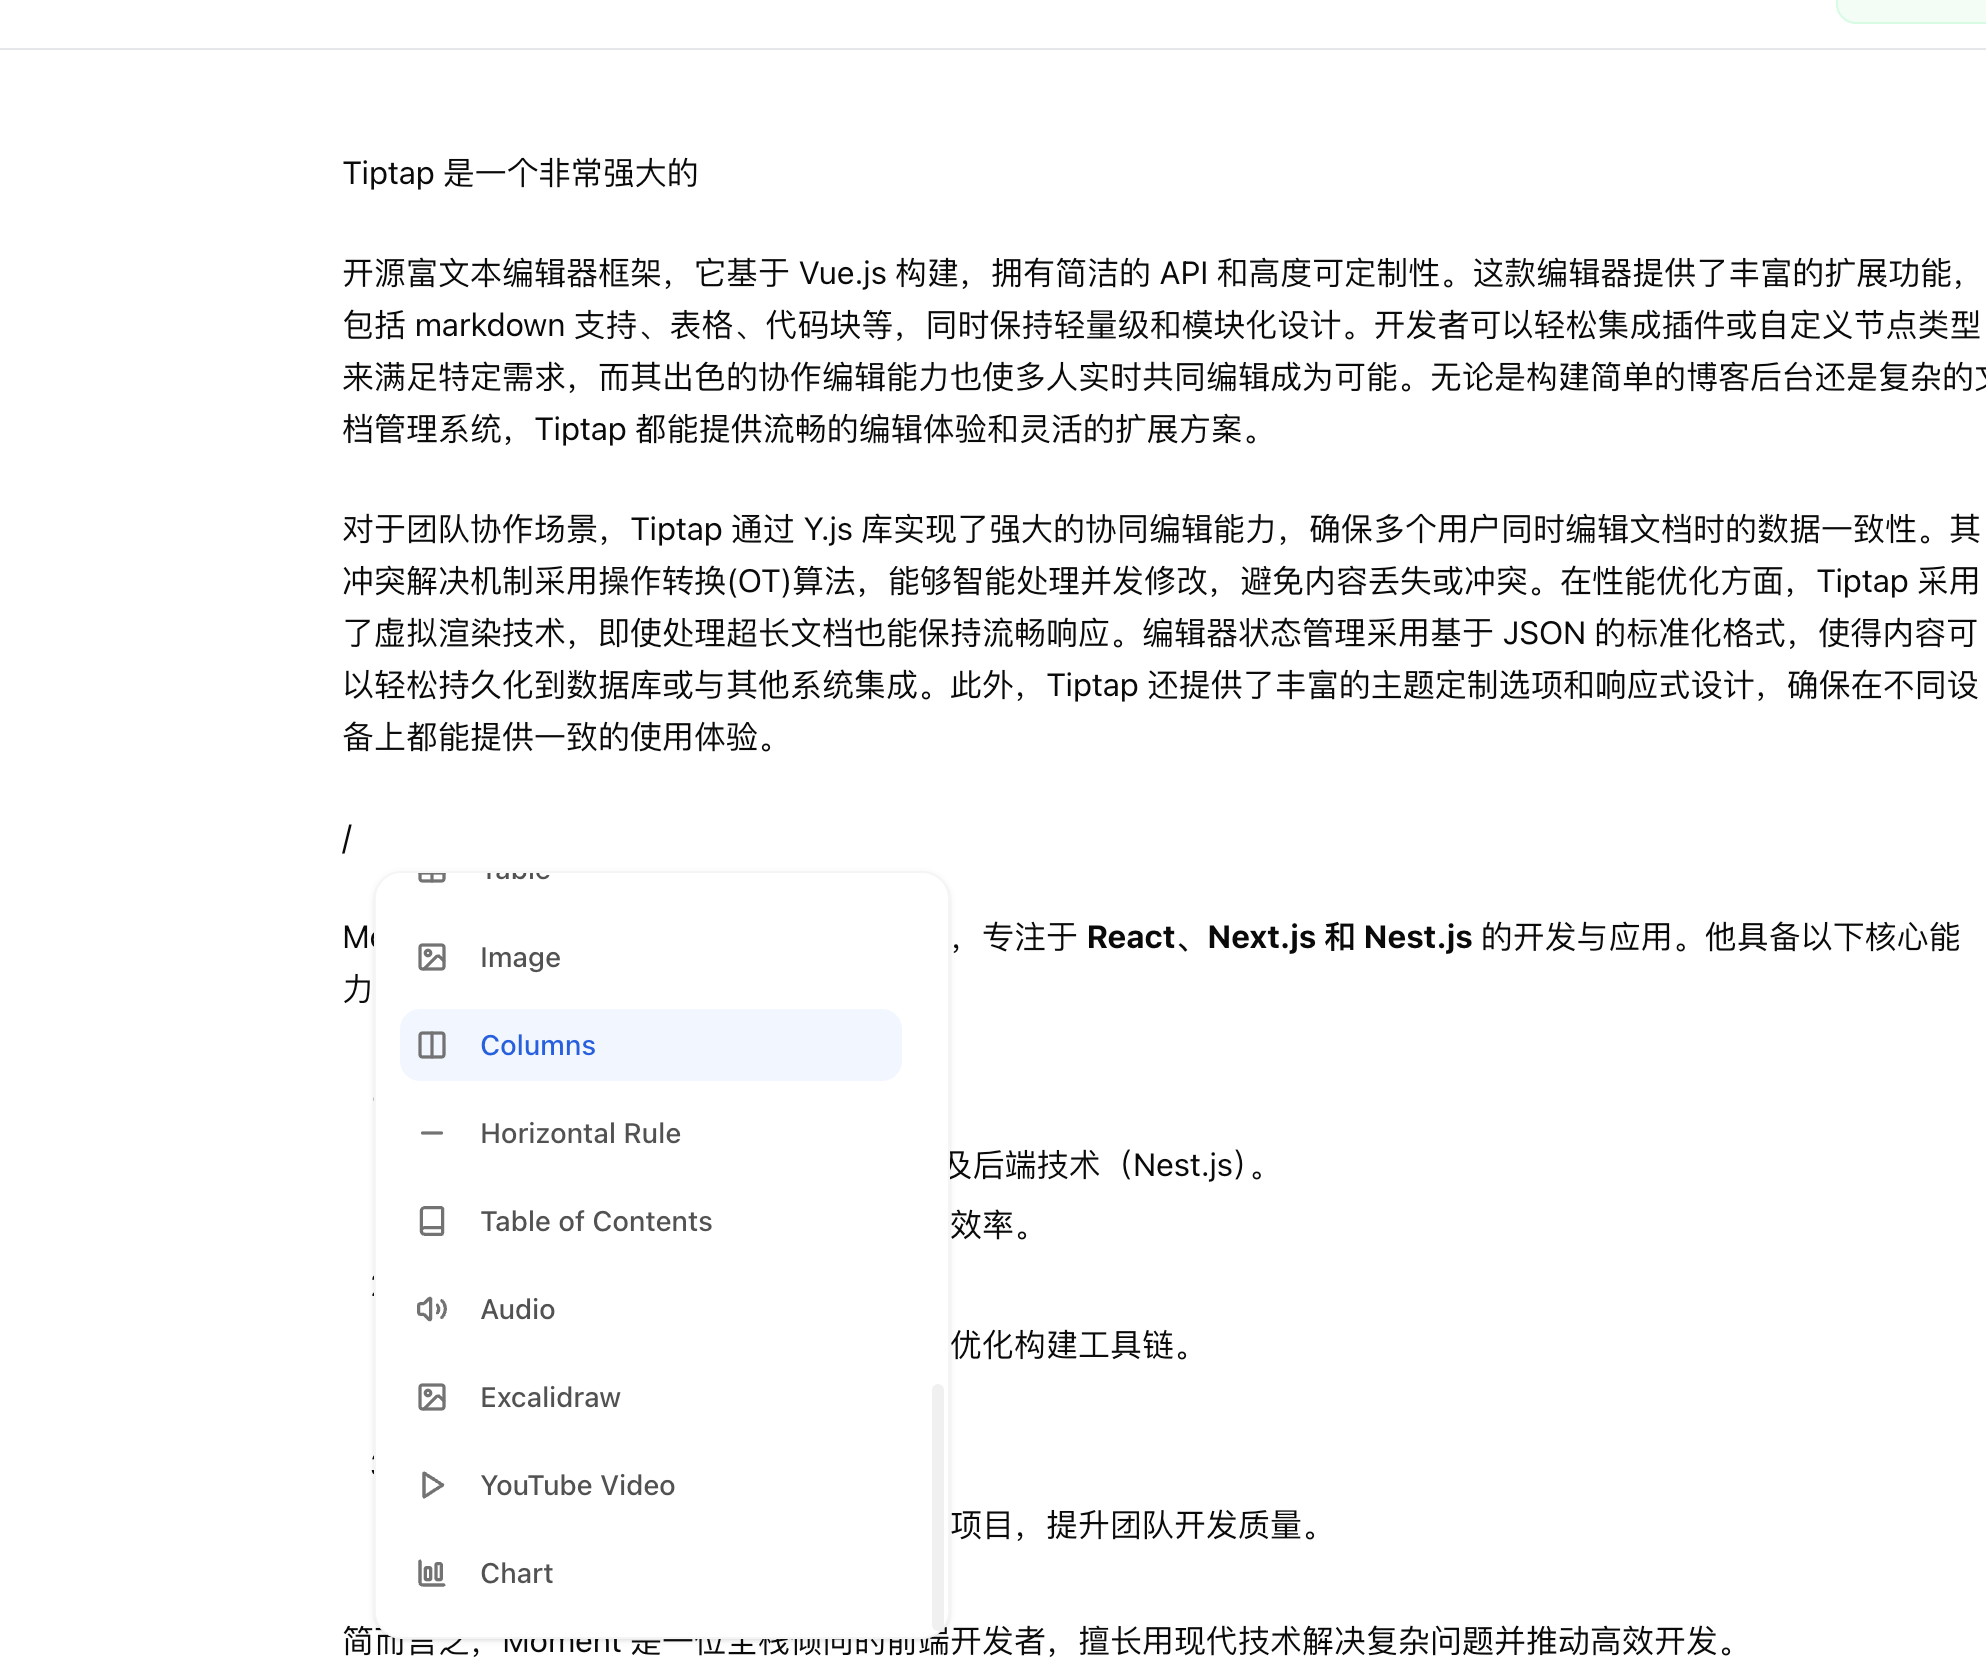 Tiptap 是一个非常强大的
开源富文本编辑器框架，它基于 Vue.js 构建，拥有简洁的 API 和高度可定制性。这款编辑器提供了丰富的扩展功能，
包括 markdown 支持、表格、代码块等，同时保持轻量级和模块化设计。开发者可以轻松集成插件或自定义节点类型
来满足特定需求，而其出色的协作编辑能力也使多人实时共同编辑成为可能。无论是构建简单的博客后台还是复杂的文
档管理系统，Tiptap 都能提供流畅的编辑体验和灵活的扩展方案。
对于团队协作场景，Tiptap 通过 Y.js 库实现了强大的协同编辑能力，确保多个用户同时编辑文档时的数据一致性。其
冲突解决机制采用操作转换(OT)算法，能够智能处理并发修改，避免内容丢失或冲突。在性能优化方面，Tiptap 采用
了虚拟渲染技术，即使处理超长文档也能保持流畅响应。编辑器状态管理采用基于 JSON 的标准化格式，使得内容可
以轻松持久化到数据库或与其他系统集成。此外，Tiptap 还提供了丰富的主题定制选项和响应式设计，确保在不同设
备上都能提供一致的使用体验。
/
Table
，专注于 React、Next.js 和 Nest.js 的开发与应用。他具备以下核心能
力
Image
Columns
Horizontal Rule
及后端技术（Nest.js）。
Table of Contents
效率。
Audio
优化构建工具链。
Excalidraw
YouTube Video
项目，提升团队开发质量。
Chart
简而言之，Moment 是一位全栈倾向的前端开发者，擅长用现代技术解决复杂问题并推动高效开发。